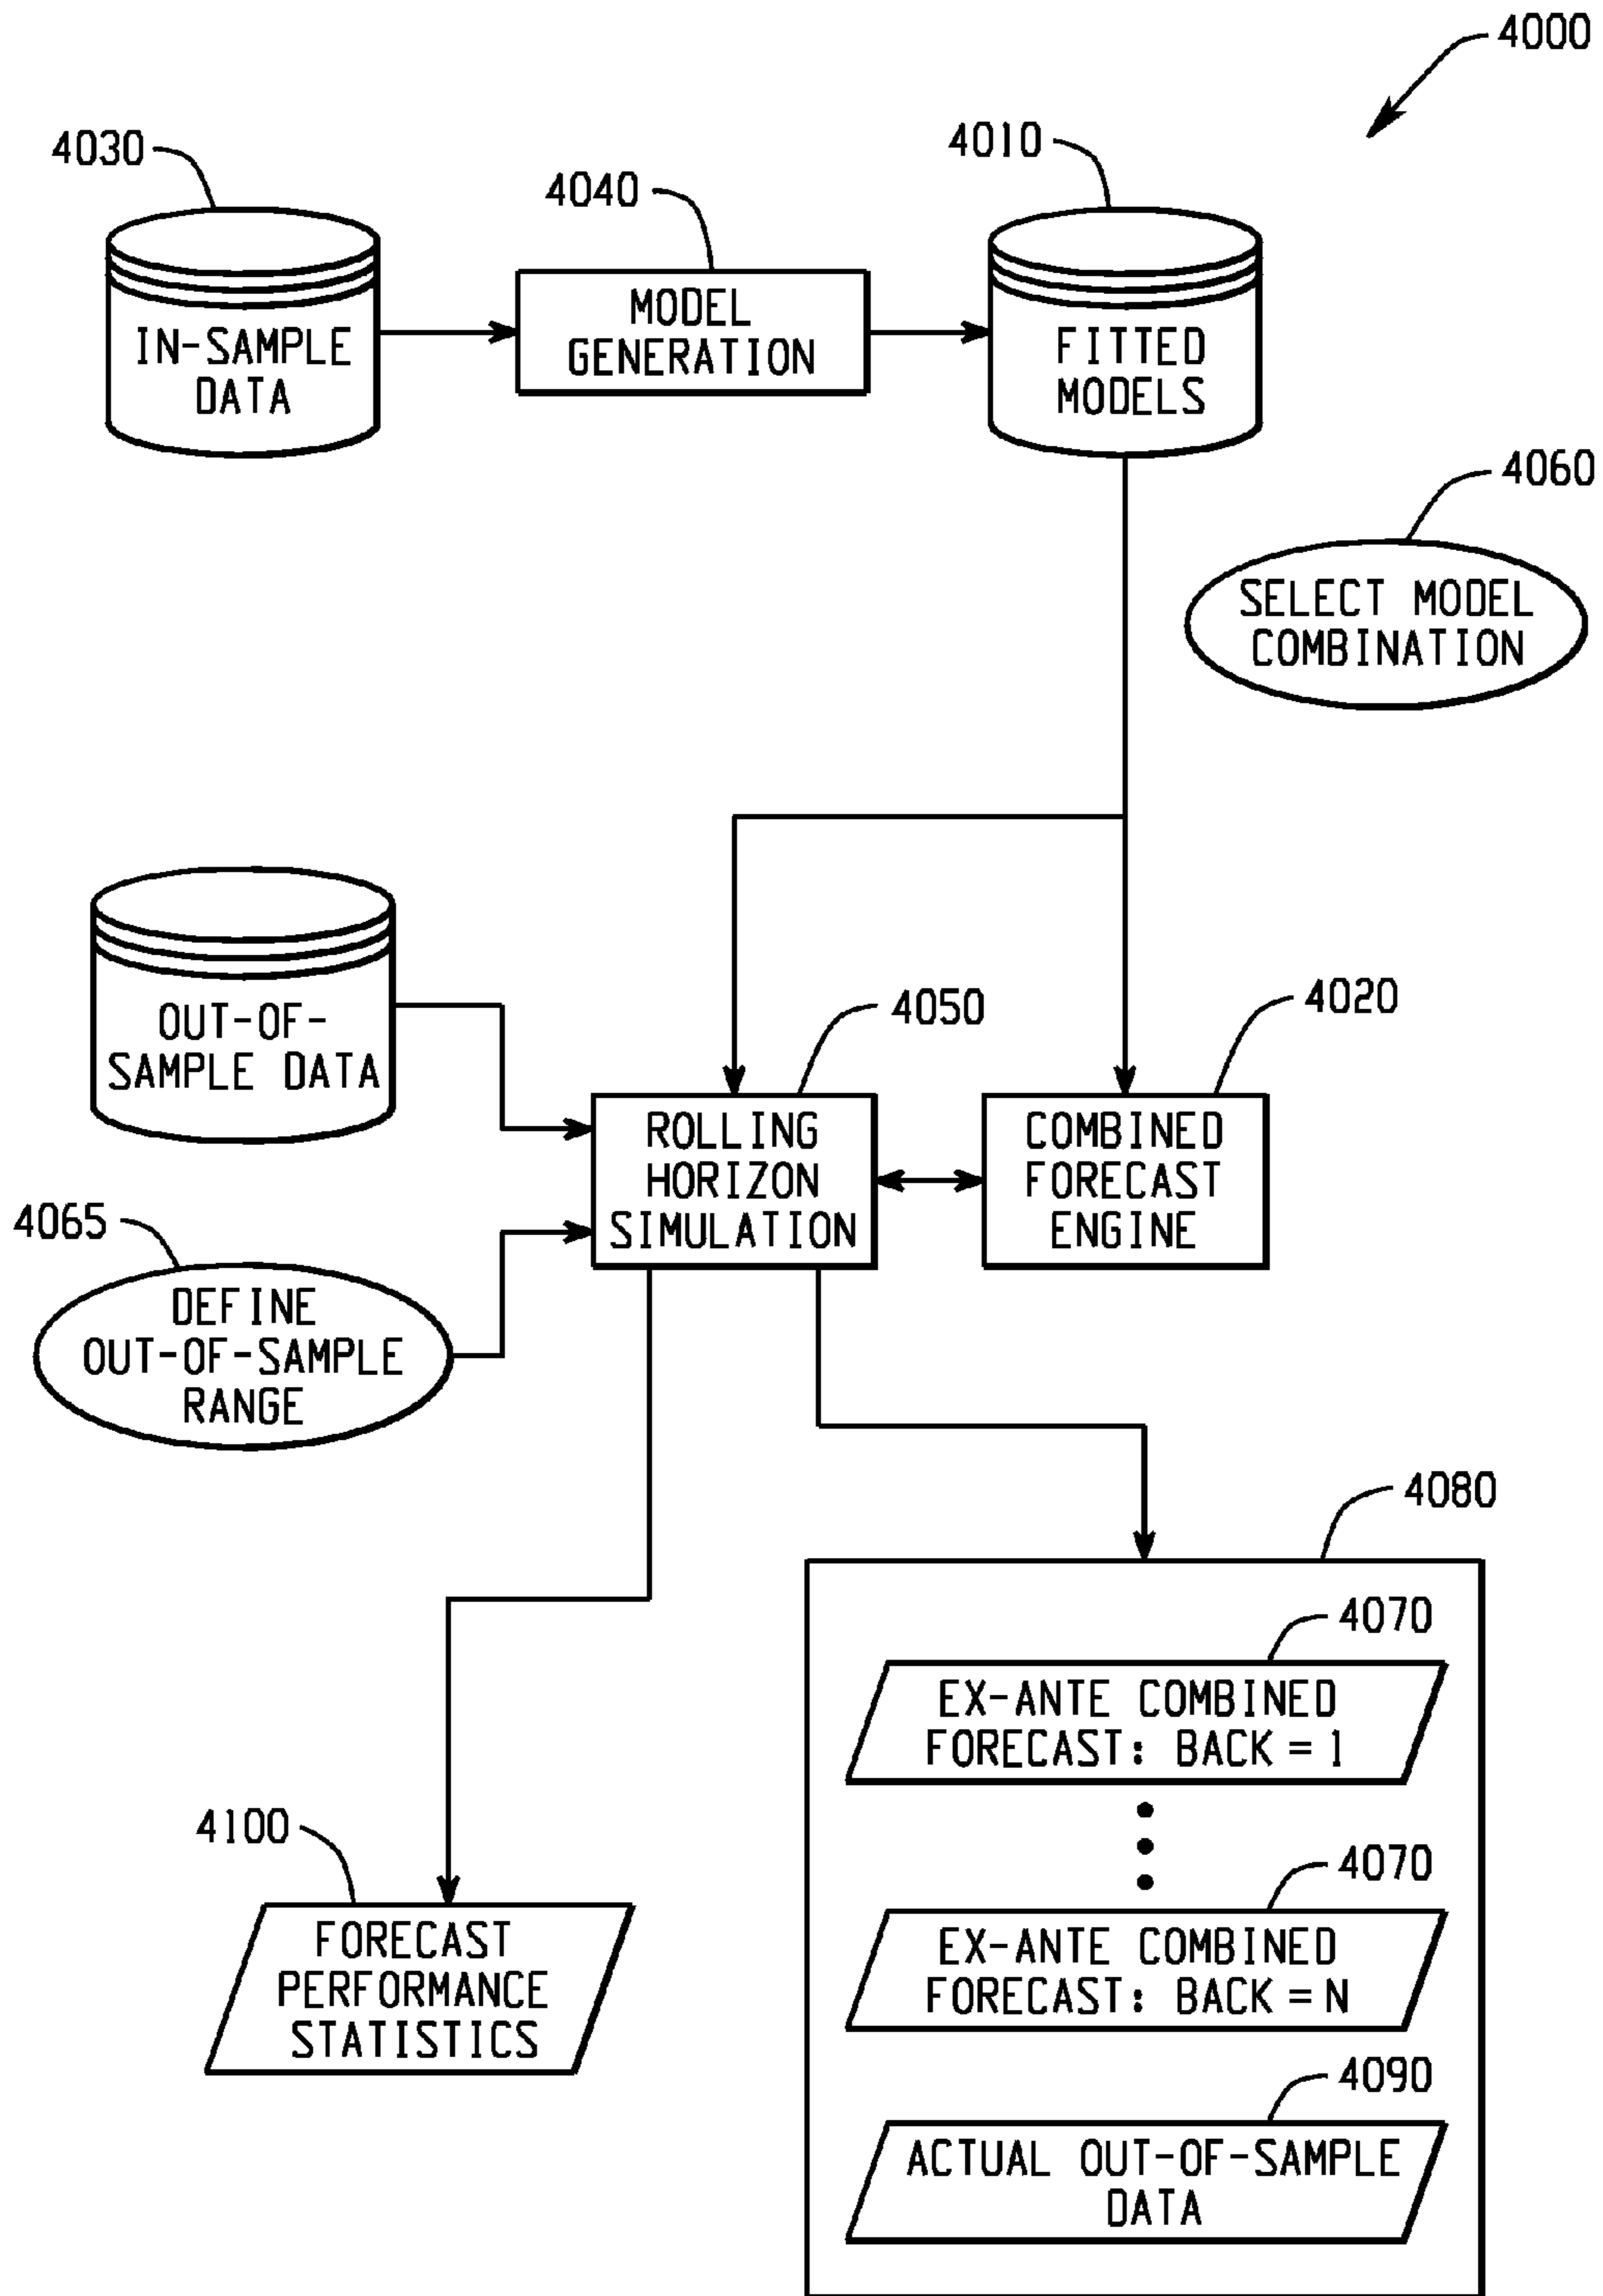 4000
4030
4040
4010
IN-SAMPLE
DATA
MODEL
GENERATION
FITTED
MODELS
4060
SELECT MODEL
COMBINATION
OUT-OF-
SAMPLE DATA
4050
4020
ROLLING
HORIZON
SIMULATION
COMBINED
FORECAST
ENGINE
4065
DEFINE
OUT-OF-SAMPLE
RANGE
4080
4070
EX-ANTE COMBINED
FORECAST: BACK = 1
4100
FORECAST
PERFORMANCE
STATISTICS
4070
EX-ANTE COMBINED
FORECAST: BACK = N
4090
ACTUAL OUT-OF-SAMPLE
DATA